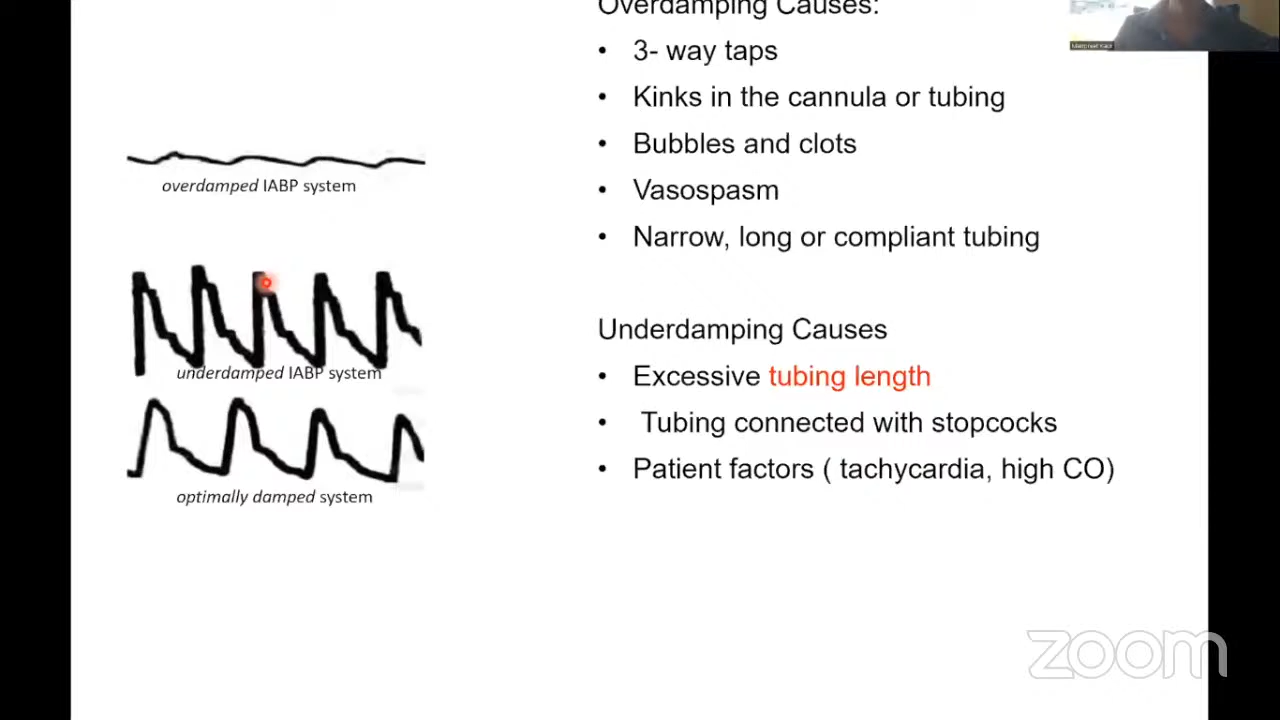 Overdamping Causes:
• 3- way taps
• Kinks in the cannula or tubing
• Bubbles and clots
• Vasospasm
• Narrow, long or compliant tubing
overdamped IABP system
underdamped IABP system
optimally damped system
Underdamping Causes
• Excessive tubing length
• Tubing connected with stopcocks
• Patient factors ( tachycardia, high CO)
zoom